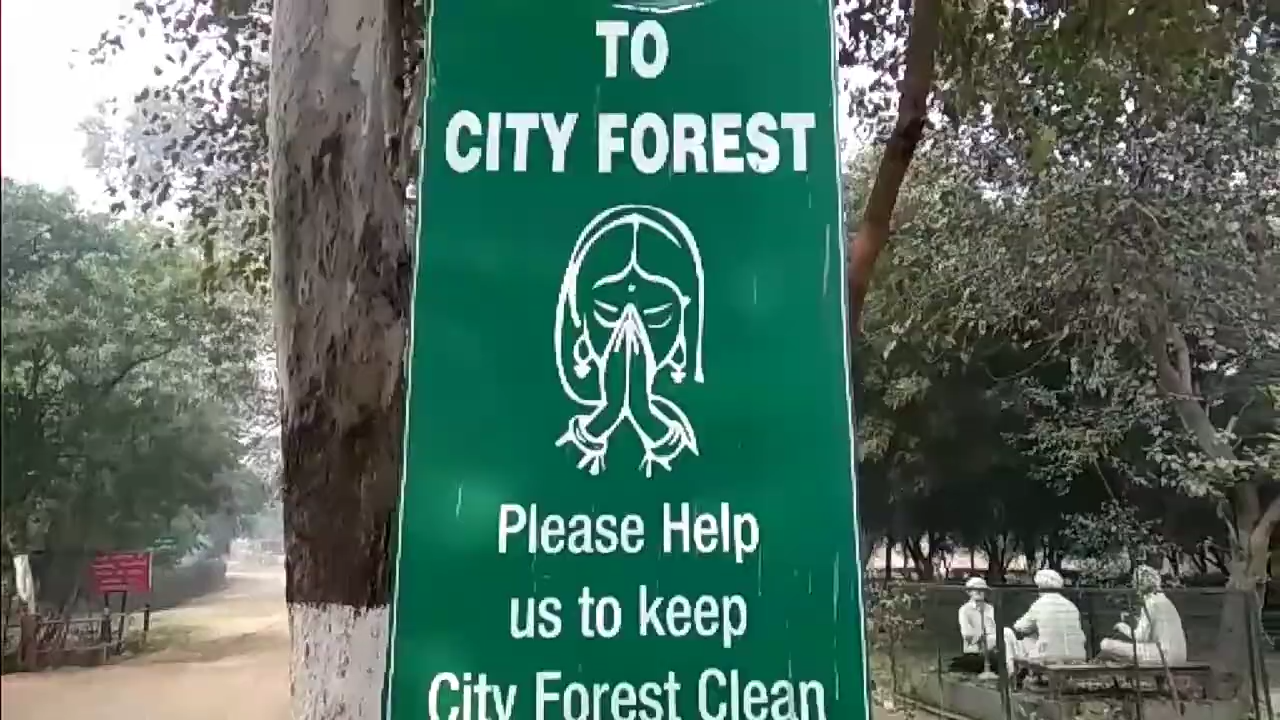 TO
CITY FOREST
Please Help
us to keep
City Forest Clean